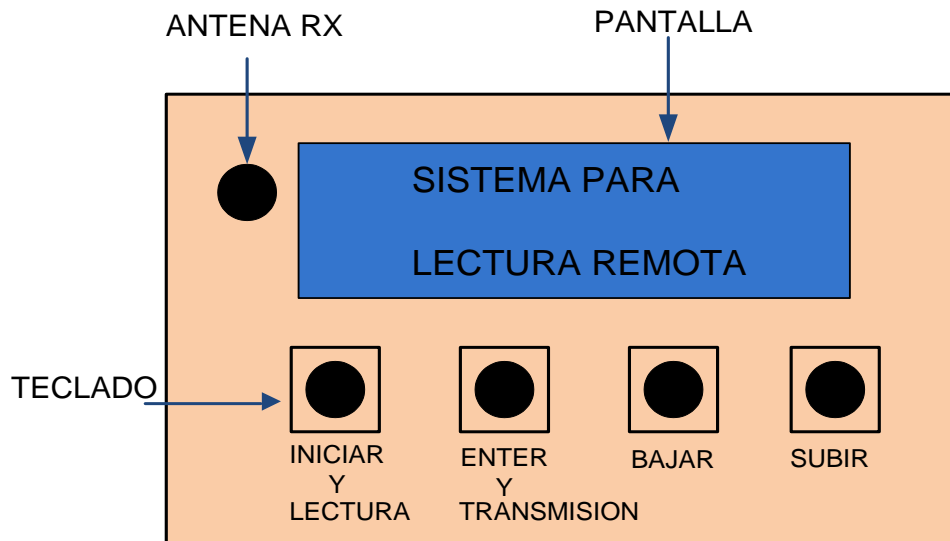 ANTENA RX
PANTALLA
SISTEMA PARA
LECTURA REMOTA
TECLADO
INICIAR
Y
LECTURA
ENTER
Y
TRANSMISION
BAJAR
SUBIR